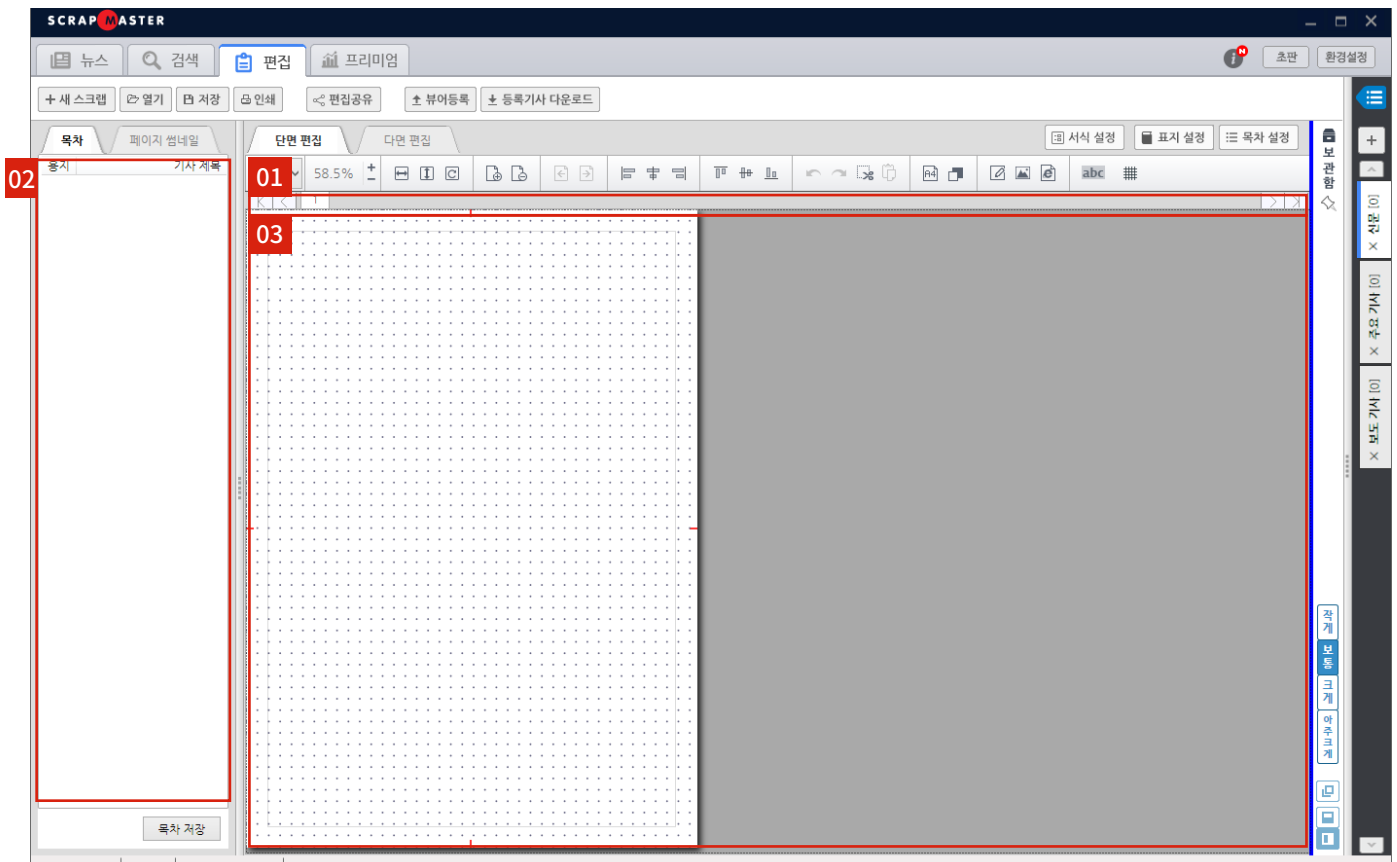 SCRAPMASTER
뉴스 검색 편집 프리미엄 N 초판 환경설정
새 스크랩 열기 저장 인쇄 편집공유 뷰어등록 등록기사 다운로드
목차 페이지 썸네일 단면 편집 다면 편집 서식 설정 표지 설정 목차 설정
02 용지 기사 제목
01 58.5% A4 abc
1
03
보관함
신문 [0]
주요 기사 [0]
보도 기사 [0]
작게
보통
크게
아주크게
목차 저장